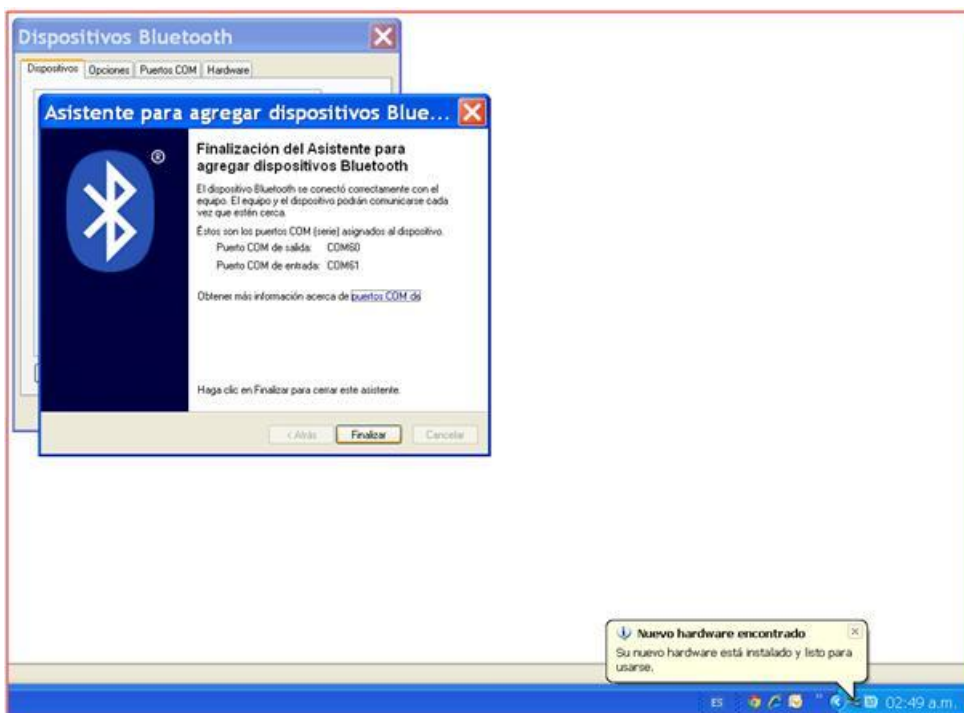 Dispositivos Bluetooth
Dispositivos Opciones Puertos COM Hardware
Asistente para agregar dispositivos Blue...
®
Finalización del Asistente para
agregar dispositivos Bluetooth
El dispositivo Bluetooth se conectó correctamente con el
equipo. El equipo y el dispositivo podrán comunicarse cada
vez que estén cerca.
Éstos son los puertos COM (serie) asignados al dispositivo.
Puerto COM de salida: COM60
Puerto COM de entrada: COM61
Obtener más información acerca de puertos COM de
Haga clic en Finalizar para cerrar este asistente.
< Atrás Finalizar Cancelar
Nuevo hardware encontrado
Su nuevo hardware está instalado y listo para
usarse.
ES 02:49 a.m.